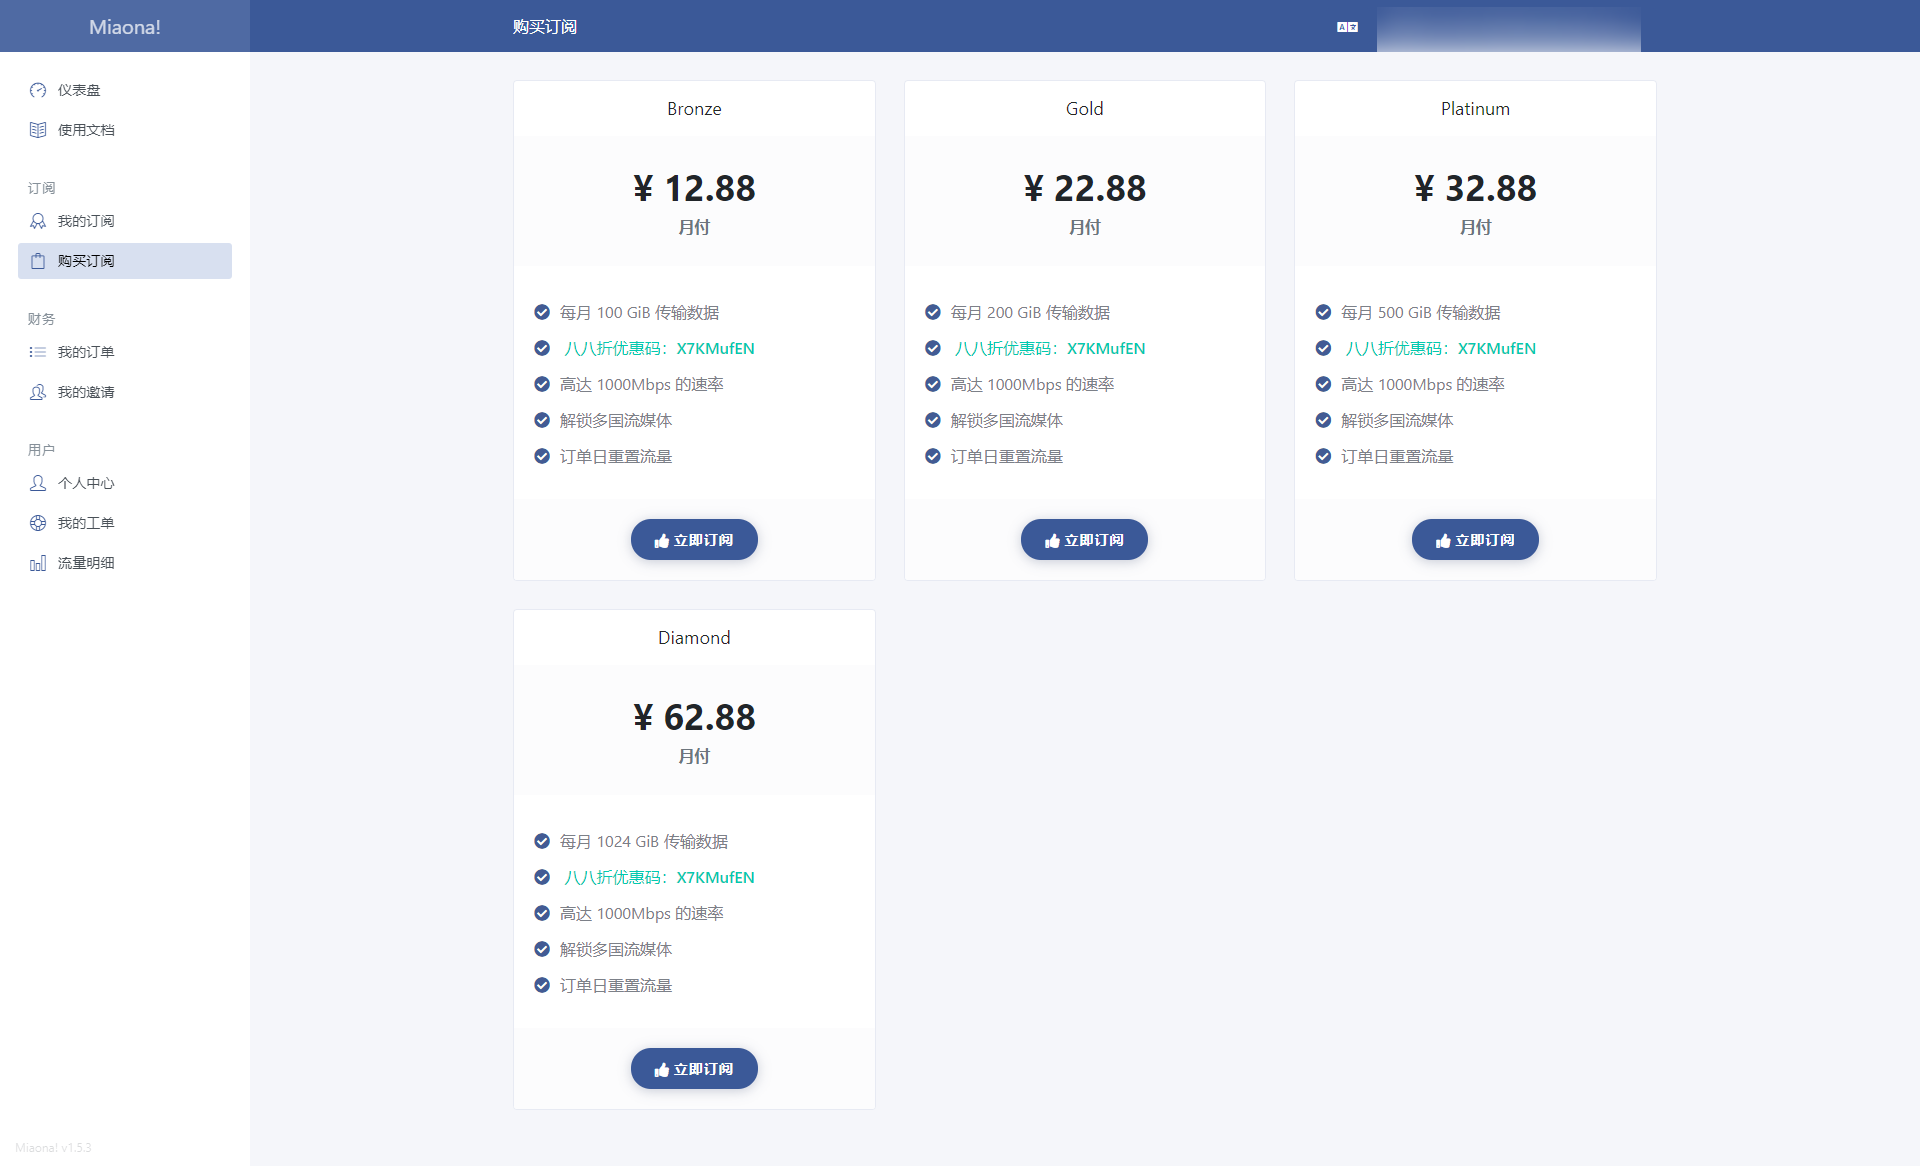 Miaona!
购买订阅
仪表盘
使用文档
订阅
我的订阅
购买订阅
财务
我的订单
我的邀请
用户
个人中心
我的工单
流量明细
Miaona! v1.5.3
Bronze
¥ 12.88
月付
每月 100 GiB 传输数据
八八折优惠码：X7KMufEN
高达 1000Mbps 的速率
解锁多国流媒体
订单日重置流量
立即订阅
Gold
¥ 22.88
月付
每月 200 GiB 传输数据
八八折优惠码：X7KMufEN
高达 1000Mbps 的速率
解锁多国流媒体
订单日重置流量
立即订阅
Platinum
¥ 32.88
月付
每月 500 GiB 传输数据
八八折优惠码：X7KMufEN
高达 1000Mbps 的速率
解锁多国流媒体
订单日重置流量
立即订阅
Diamond
¥ 62.88
月付
每月 1024 GiB 传输数据
八八折优惠码：X7KMufEN
高达 1000Mbps 的速率
解锁多国流媒体
订单日重置流量
立即订阅